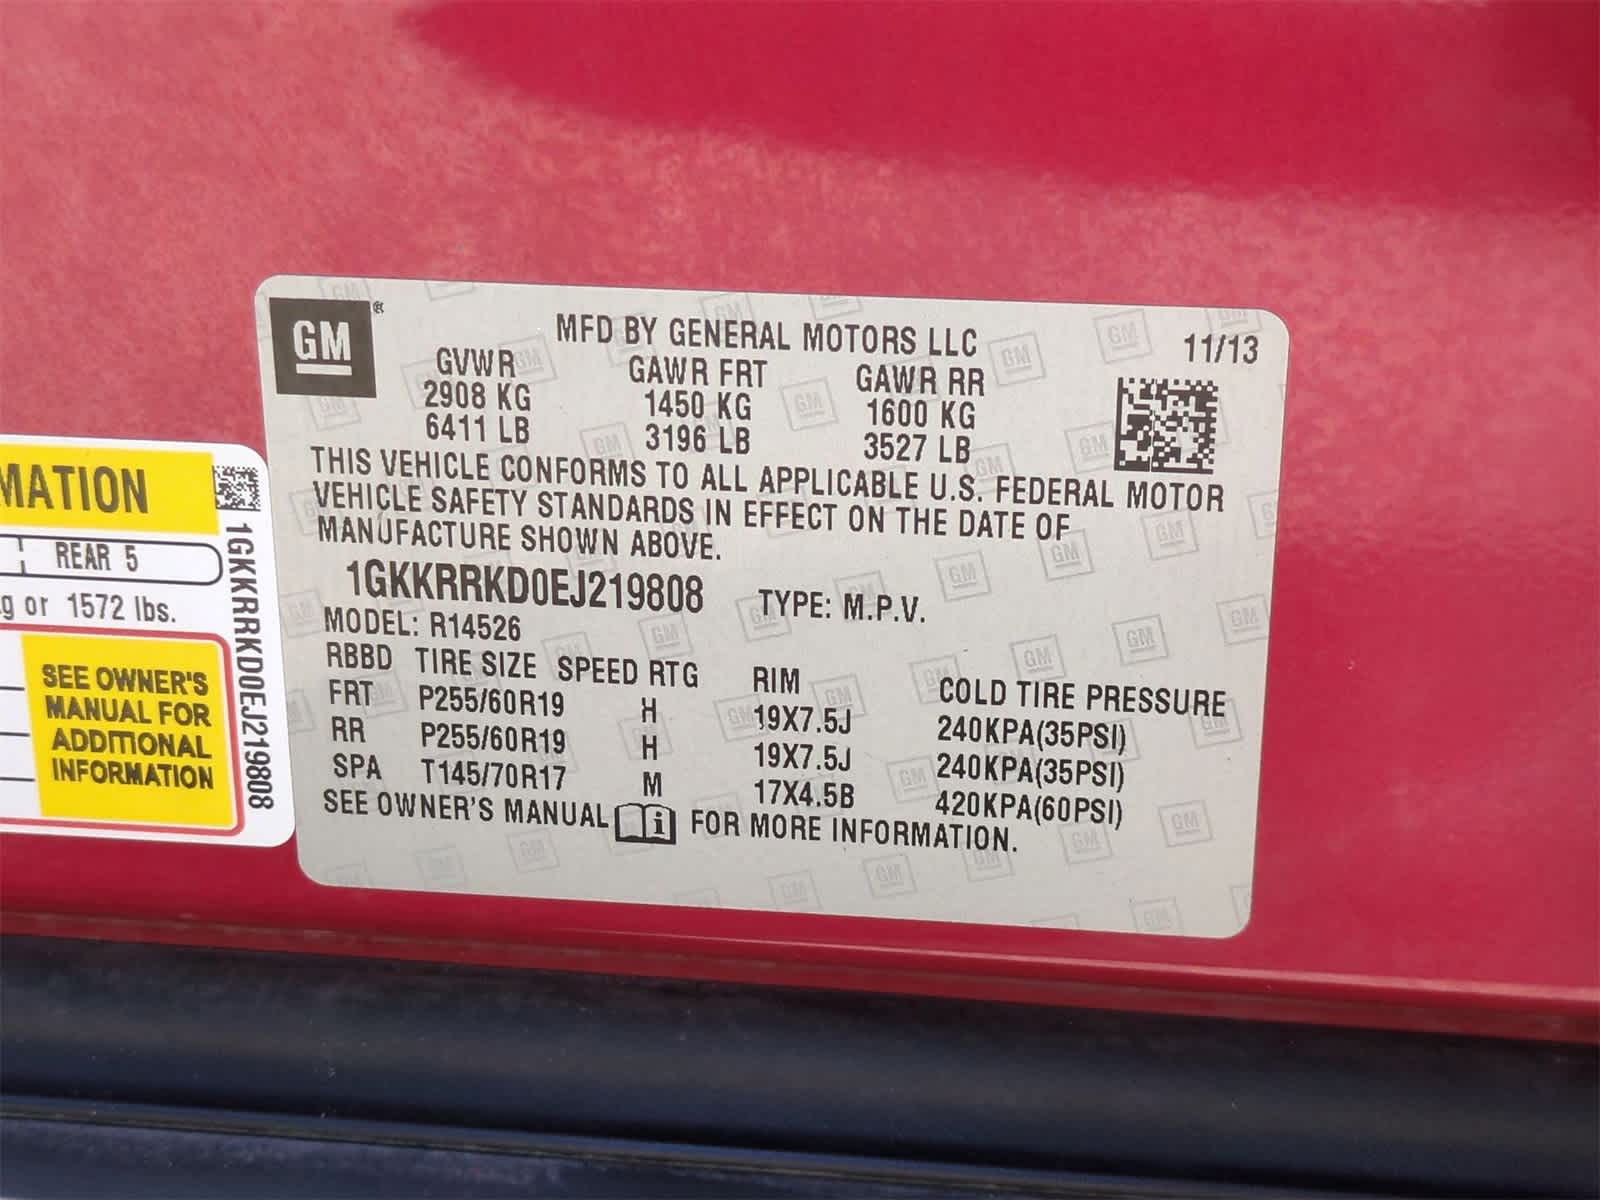 GM®
MFD BY GENERAL MOTORS LLC 11/13
GVWR GAWR FRT GAWR RR
2908 KG 1450 KG 1600 KG
6411 LB 3196 LB 3527 LB
THIS VEHICLE CONFORMS TO ALL APPLICABLE U.S. FEDERAL MOTOR
VEHICLE SAFETY STANDARDS IN EFFECT ON THE DATE OF
MANUFACTURE SHOWN ABOVE.
1GKKRRKD0EJ219808 TYPE: M.P.V.
MODEL: R14526
RBBD TIRE SIZE SPEED RTG RIM COLD TIRE PRESSURE
FRT P255/60R19 H 19X7.5J 240KPA(35PSI)
RR P255/60R19 H 19X7.5J 240KPA(35PSI)
SPA T145/70R17 M 17X4.5B 420KPA(60PSI)
SEE OWNER'S MANUAL i FOR MORE INFORMATION.
MATION
REAR 5
g or 1572 lbs.
SEE OWNER'S
MANUAL FOR
ADDITIONAL
INFORMATION
1GKKRRKD0EJ219808